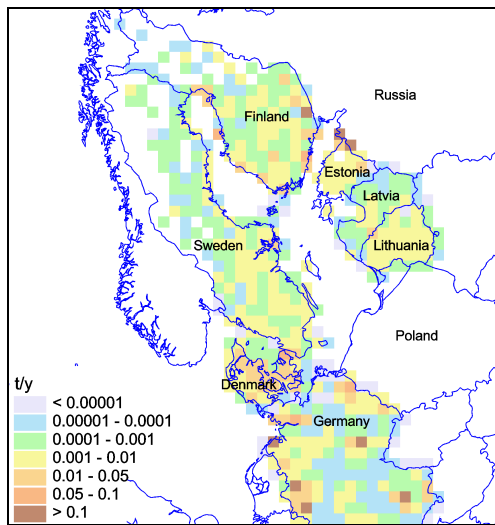 Russia
Finland
Estonia
Latvia
Sweden
Lithuania
Poland
Denmark
Germany
t/y
< 0.00001
0.00001 - 0.0001
0.0001 - 0.001
0.001 - 0.01
0.01 - 0.05
0.05 - 0.1
> 0.1